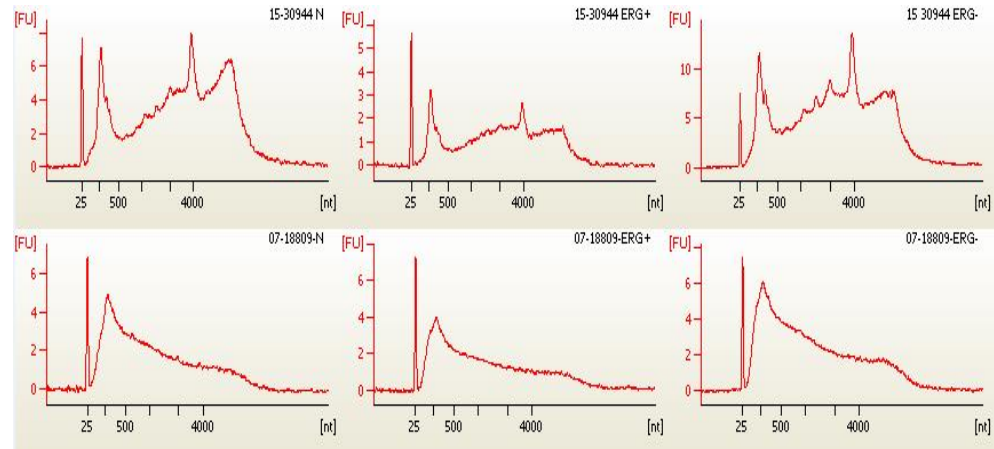 [FU] 15-30944 N
6
4
2
0
25 500 4000 [nt]
[FU] 15-30944 ERG+
5
4
3
2
1
0
25 500 4000 [nt]
[FU] 15 30944 ERG-
10
5
0
25 500 4000 [nt]
[FU] 07-18809-N
6
4
2
0
25 500 4000 [nt]
[FU] 07-18809-ERG+
6
4
2
0
25 500 4000 [nt]
[FU] 07-18809-ERG-
6
4
2
0
25 500 4000 [nt]